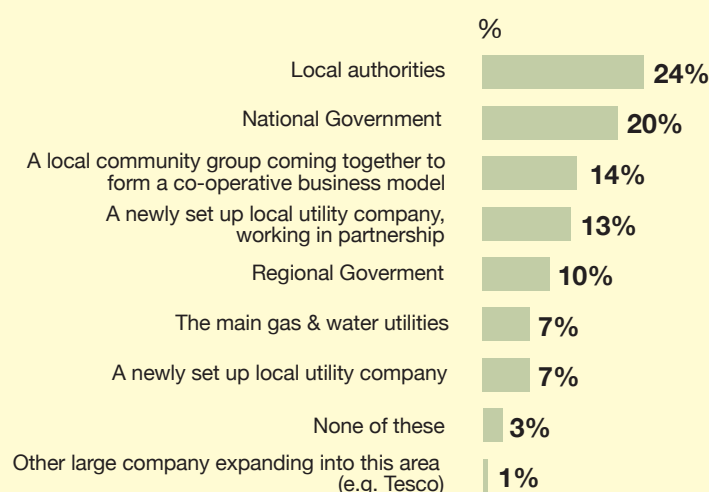 %
Local authorities 24%
National Government 20%
A local community group coming together to
form a co-operative business model 14%
A newly set up local utility company,
working in partnership 13%
Regional Goverment 10%
The main gas & water utilities 7%
A newly set up local utility company 7%
None of these 3%
Other large company expanding into this area
(e.g. Tesco) 1%